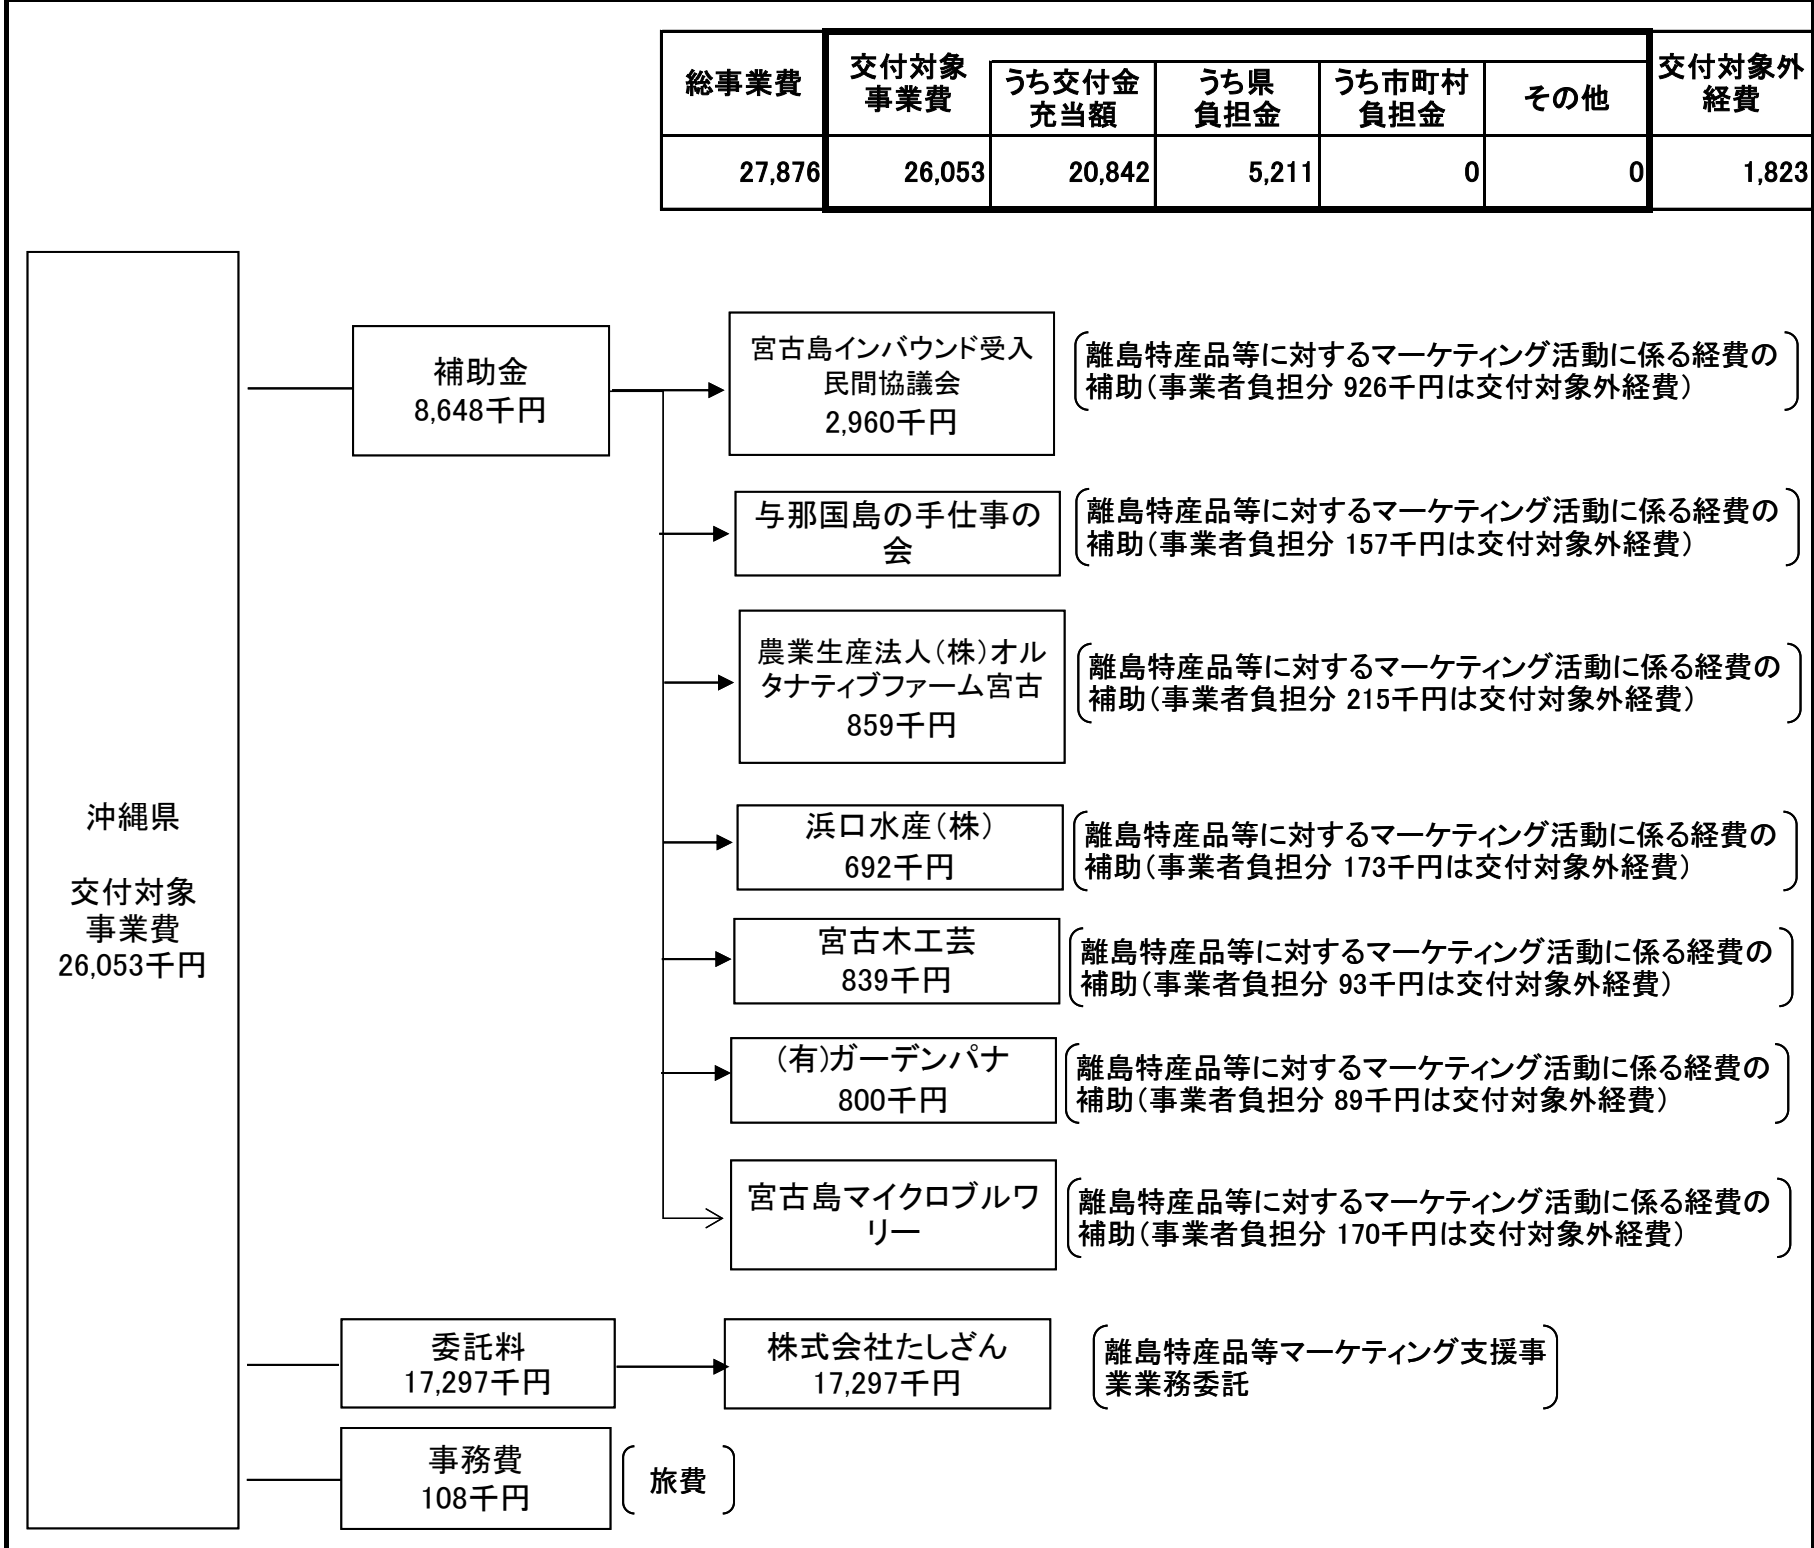 総事業費
交付対象
事業費
うち交付金
充当額
うち県
負担金
うち市町村
負担金
その他
交付対象外
経費
27,876
26,053
20,842
5,211
0
0
1,823
沖縄県
交付対象
事業費
26,053千円
補助金
8,648千円
宮古島インバウンド受入
民間協議会
2,960千円
離島特産品等に対するマーケティング活動に係る経費の
補助(事業者負担分 926千円は交付対象外経費)
与那国島の手仕事の
会
離島特産品等に対するマーケティング活動に係る経費の
補助(事業者負担分 157千円は交付対象外経費)
農業生産法人(株)オル
タナティブファーム宮古
859千円
離島特産品等に対するマーケティング活動に係る経費の
補助(事業者負担分 215千円は交付対象外経費)
浜口水産(株)
692千円
離島特産品等に対するマーケティング活動に係る経費の
補助(事業者負担分 173千円は交付対象外経費)
宮古木工芸
839千円
離島特産品等に対するマーケティング活動に係る経費の
補助(事業者負担分 93千円は交付対象外経費)
(有)ガーデンパナ
800千円
離島特産品等に対するマーケティング活動に係る経費の
補助(事業者負担分 89千円は交付対象外経費)
宮古島マイクロブルワ
リー
離島特産品等に対するマーケティング活動に係る経費の
補助(事業者負担分 170千円は交付対象外経費)
委託料
17,297千円
株式会社たしざん
17,297千円
離島特産品等マーケティング支援事
業業務委託
事務費
108千円
旅費